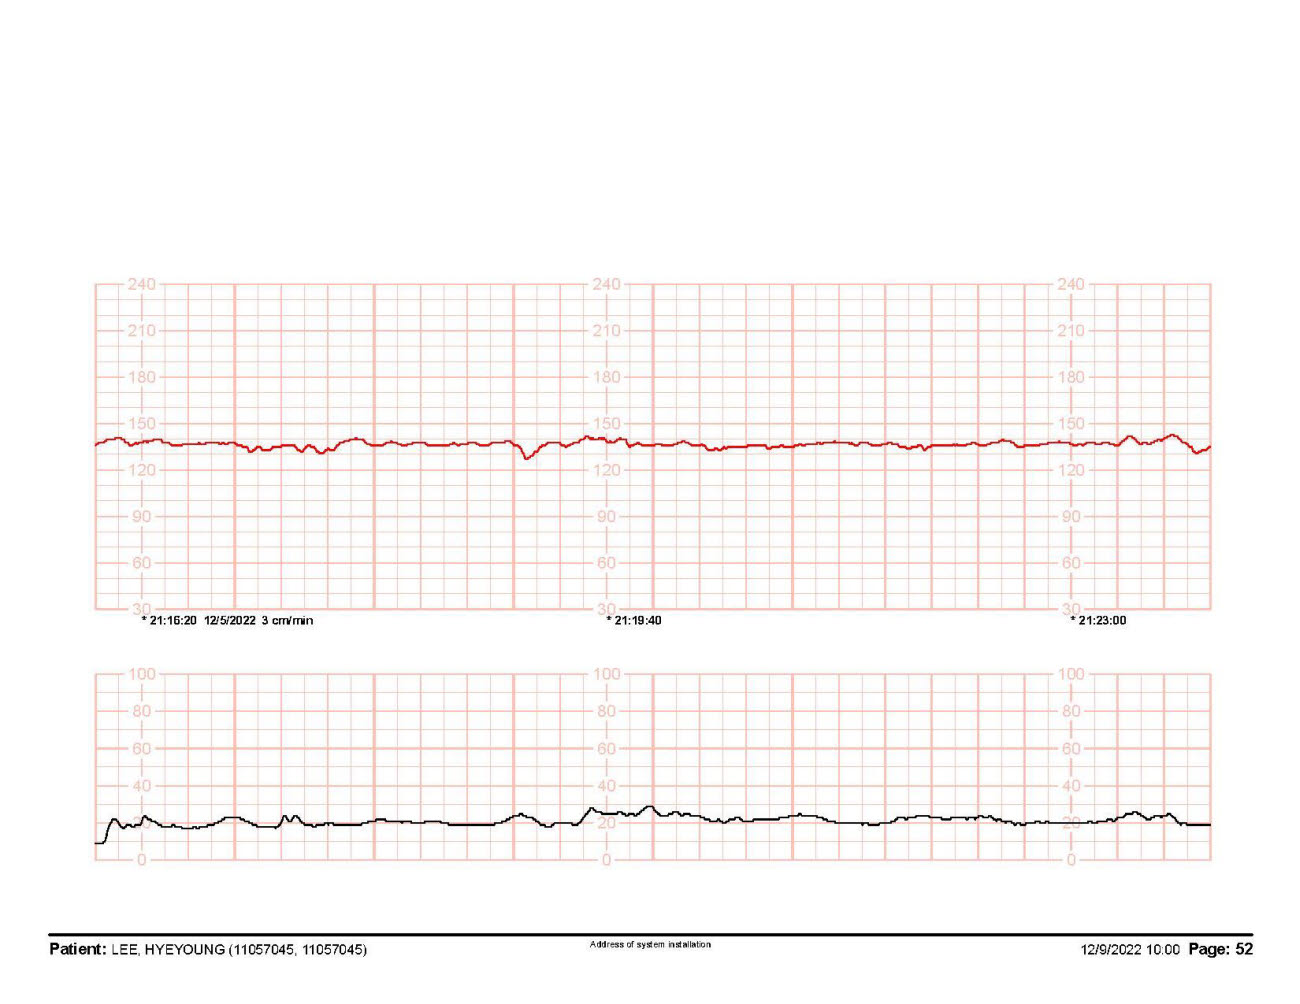 240 240 240
210 210 210
180 180 180
150 150 150
120 120 120
90 90 90
60 60 60
30 30 30
* 21:16:20 12/5/2022 3 cm/min * 21:19:40 * 21:23:00
100 100 100
80 80 80
60 60 60
40 40 40
20 20 20
0 0 0
Patient: LEE, HYEYOUNG (11057045, 11057045) Address of system installation 12/9/2022 10:00 Page: 52